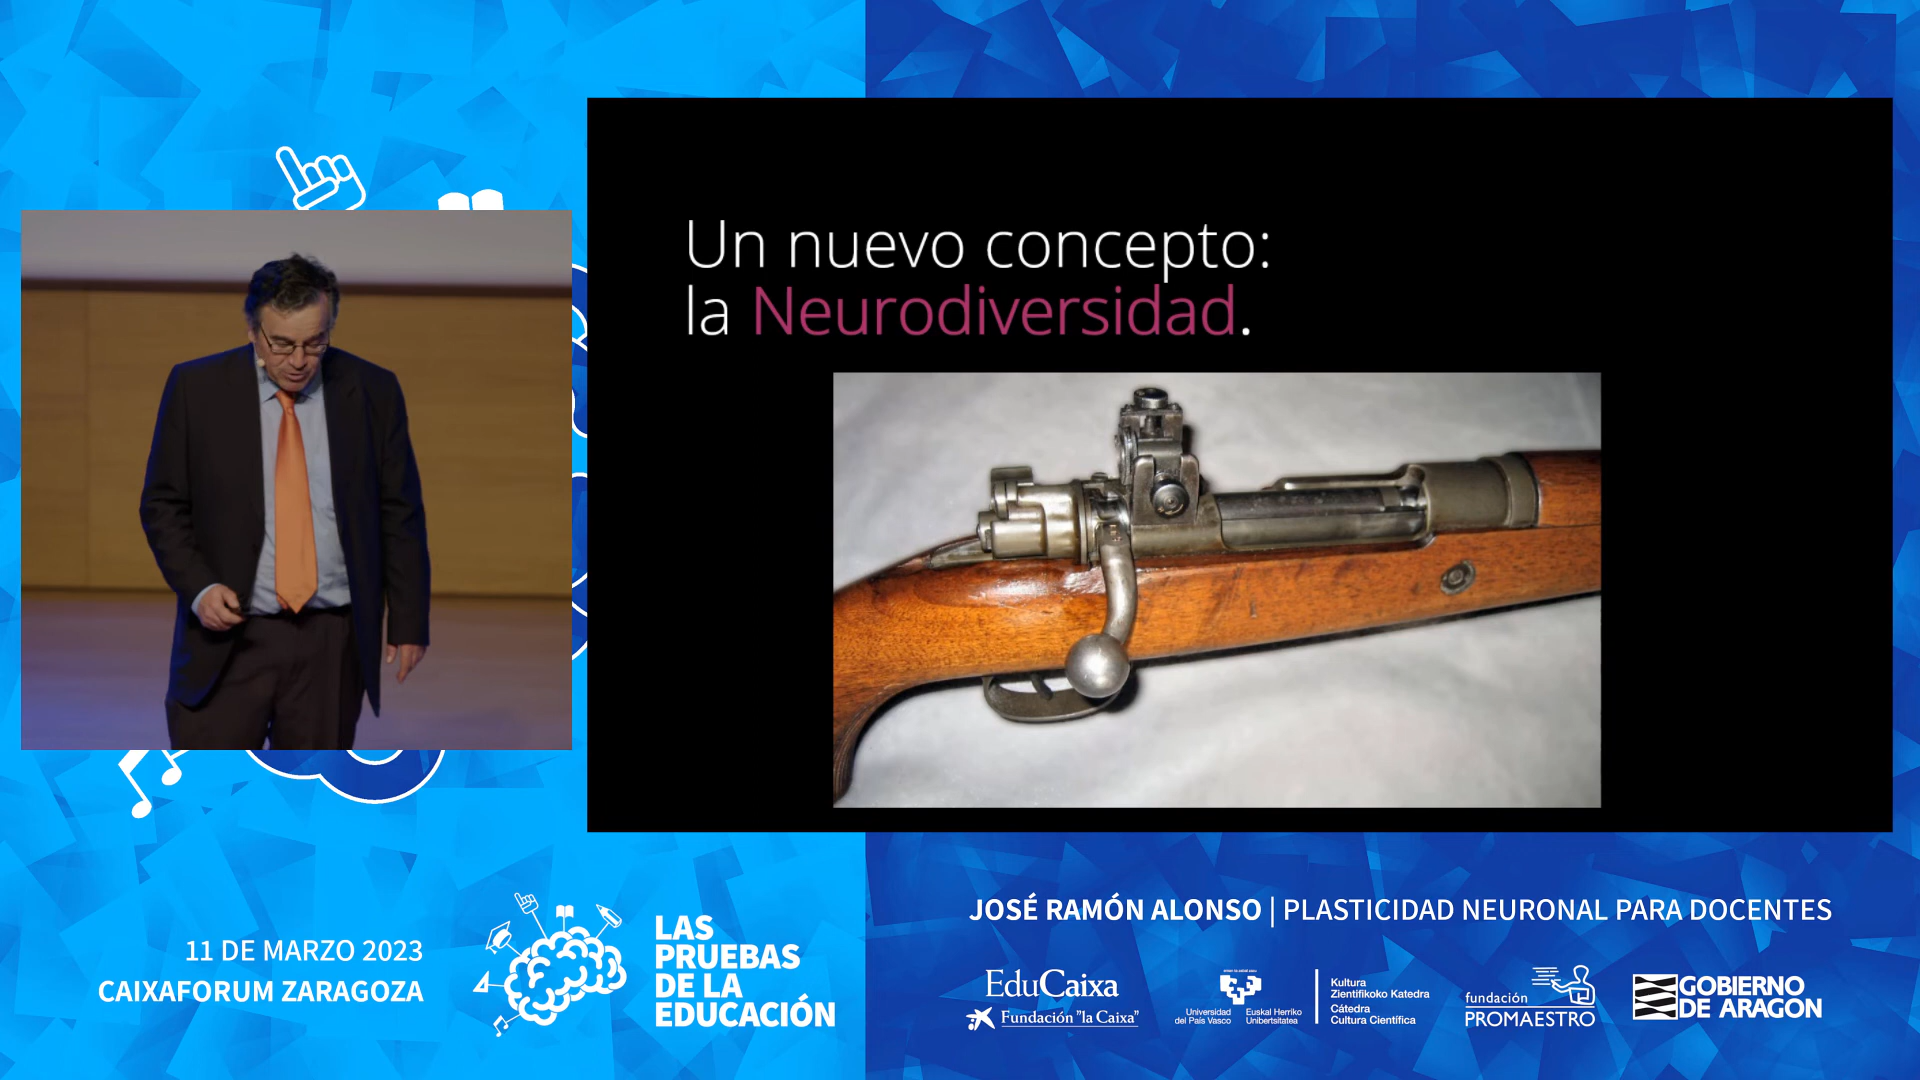 Un nuevo concepto:
la Neurodiversidad.
JOSÉ RAMÓN ALONSO | PLASTICIDAD NEURONAL PARA DOCENTES
11 DE MARZO 2023
CAIXAFORUM ZARAGOZA
LAS
PRUEBAS
DE LA
EDUCACIÓN
EduCaixa
Fundación "la Caixa"
Universidad
del País Vasco
Euskal Herriko
Unibertsitatea
Kultura
Zientifikoko Katedra
Cátedra
Cultura Científica
fundación
PROMAESTRO
GOBIERNO
DE ARAGON